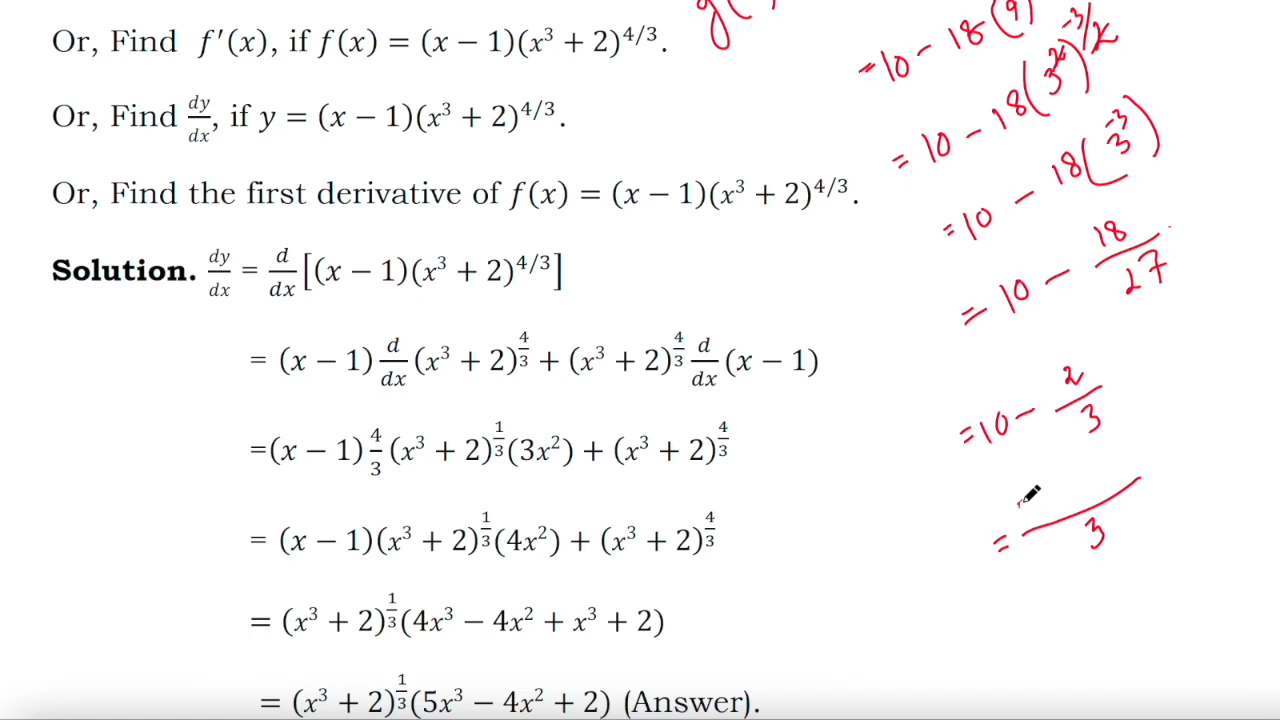 Or, Find f′(x), if f(x) = (x − 1)(x³ + 2)^{4/3}.
Or, Find dy/dx, if y = (x − 1)(x³ + 2)^{4/3}.
Or, Find the first derivative of f(x) = (x − 1)(x³ + 2)^{4/3}.
Solution. dy/dx = d/dx [(x − 1)(x³ + 2)^{4/3}]
= (x − 1) d/dx (x³ + 2)^{4/3} + (x³ + 2)^{4/3} d/dx (x − 1)
=(x − 1) 4/3 (x³ + 2)^{1/3}(3x²) + (x³ + 2)^{4/3}
= (x − 1)(x³ + 2)^{1/3}(4x²) + (x³ + 2)^{4/3}
= (x³ + 2)^{1/3}(4x³ − 4x² + x³ + 2)
= (x³ + 2)^{1/3}(5x³ − 4x² + 2) (Answer).
= 10 − 18(9)^{-3/2}
= 10 − 18(3²)
= 10 − 18(3^{-3})
= 10 − 18/27
= 10 − 2/3
= /3